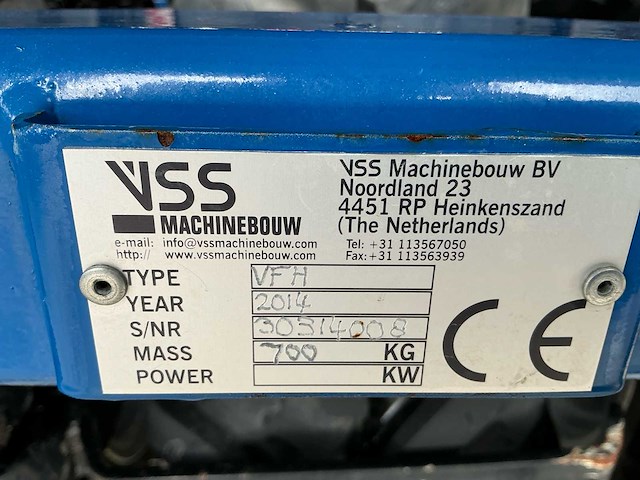 VSS
MACHINEBOUW
e-mail: info@vssmachinebouw.com
http:// www.vssmachinebouw.com
VSS Machinebouw BV
Noordland 23
4451 RP Heinkenszand
(The Netherlands)
Tel: +31 113567050
Fax: +31 113563939
TYPE VFH
YEAR 2014
S/NR 30314008
MASS 700 KG
POWER KW
CE